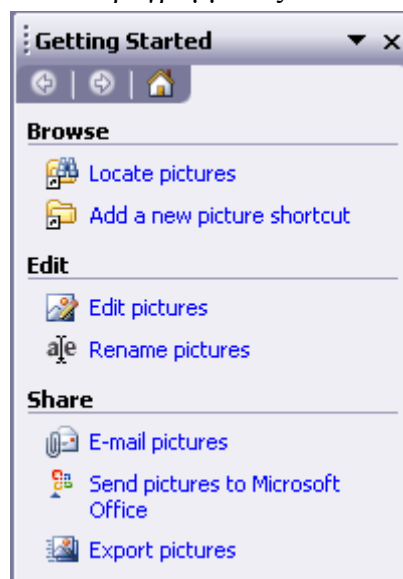 Getting Started
Browse
Locate pictures
Add a new picture shortcut
Edit
Edit pictures
Rename pictures
Share
E-mail pictures
Send pictures to Microsoft
Office
Export pictures